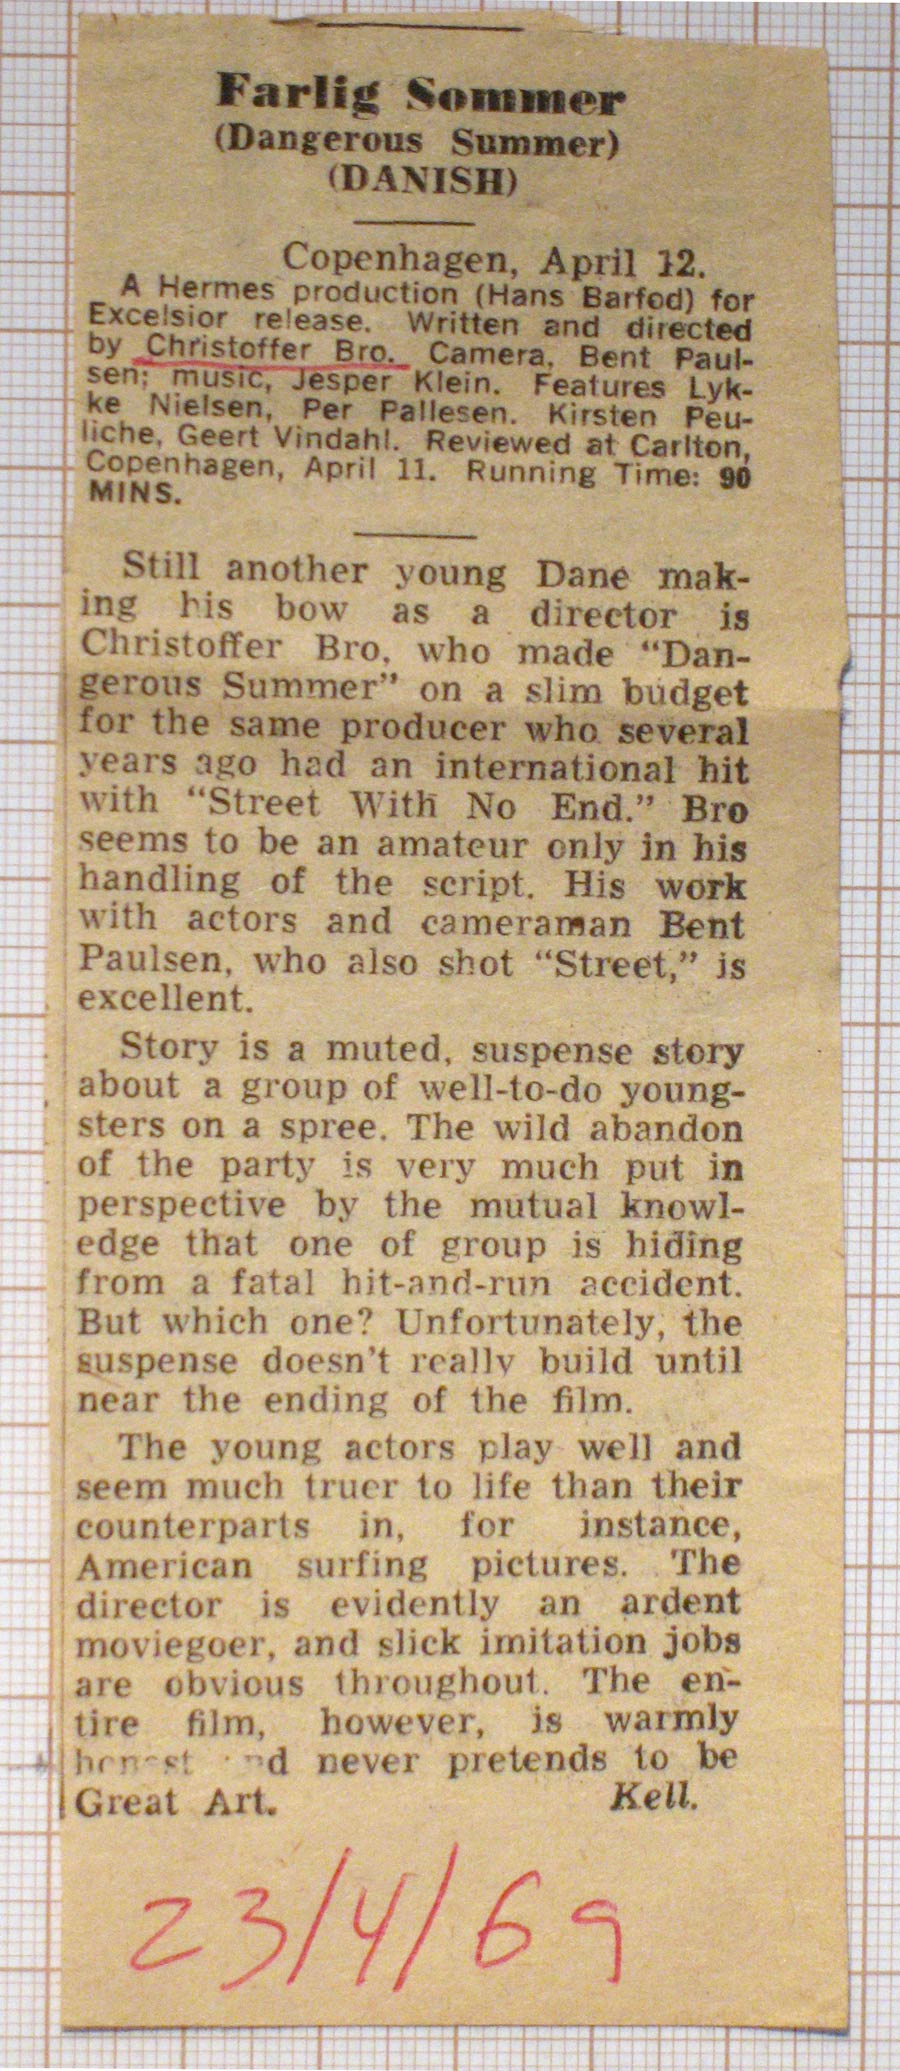 Farlig Sommer
(Dangerous Summer)
(DANISH)
Copenhagen, April 12.
A Hermes production (Hans Barfod) for
Excelsior release. Written and directed
by Christoffer Bro. Camera, Bent Paul-
sen; music, Jesper Klein. Features Lyk-
ke Nielsen, Per Pallesen. Kirsten Peu-
liche, Geert Vindahl. Reviewed at Carlton,
Copenhagen, April 11. Running Time: 90
MINS.
Still another young Dane mak-
ing his bow as a director is
Christoffer Bro, who made “Dan-
gerous Summer” on a slim budget
for the same producer who several
years ago had an international hit
with “Street With No End.” Bro
seems to be an amateur only in his
handling of the script. His work
with actors and cameraman Bent
Paulsen, who also shot “Street,” is
excellent.
Story is a muted, suspense story
about a group of well-to-do young-
sters on a spree. The wild abandon
of the party is very much put in
perspective by the mutual knowl-
edge that one of group is hiding
from a fatal hit-and-run accident.
But which one? Unfortunately, the
suspense doesn't really build until
near the ending of the film.
The young actors play well and
seem much truer to life than their
counterparts in, for instance,
American surfing pictures. The
director is evidently an ardent
moviegoer, and slick imitation jobs
are obvious throughout. The en-
tire film, however, is warmly
honest and never pretends to be
Great Art. Kell.
23/4/69